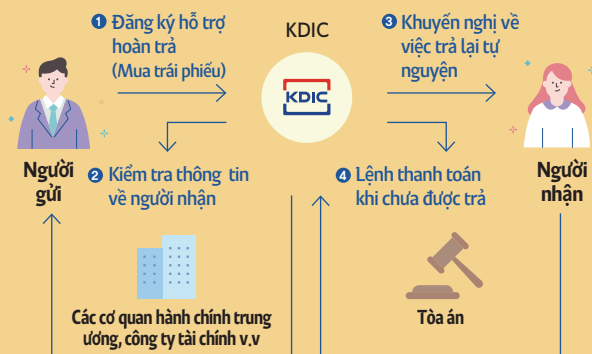 ❶ Đăng ký hỗ trợ
hoàn trả
(Mua trái phiếu)
KDIC
KDIC
❸ Khuyến nghị về
việc trả lại tự
nguyện
Người
gửi
❷ Kiểm tra thông tin
về người nhận
❹ Lệnh thanh toán
khi chưa được trả
Người
nhận
Các cơ quan hành chính trung
ương, công ty tài chính v.v
Tòa án